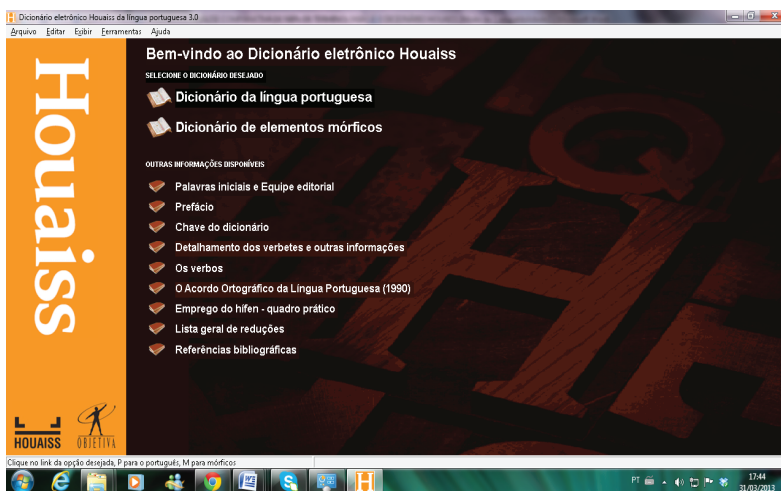 Dicionário eletrônico Houaiss da língua portuguesa 3.0
Arquivo Editar Exibir Ferramentas Ajuda
Houaiss
Bem-vindo ao Dicionário eletrônico Houaiss
SELECIONE O DICIONÁRIO DESEJADO
Dicionário da língua portuguesa
Dicionário de elementos mórficos
OUTRAS INFORMAÇÕES DISPONÍVEIS
Palavras iniciais e Equipe editorial
Prefácio
Chave do dicionário
Detalhamento dos verbetes e outras informações
Os verbos
O Acordo Ortográfico da Língua Portuguesa (1990)
Emprego do hífen - quadro prático
Lista geral de reduções
Referências bibliográficas
HOUAISS
OBJETIVA
Clique no link da opção desejada, P para o português, M para mórficos
PT
17:44
31/03/2013